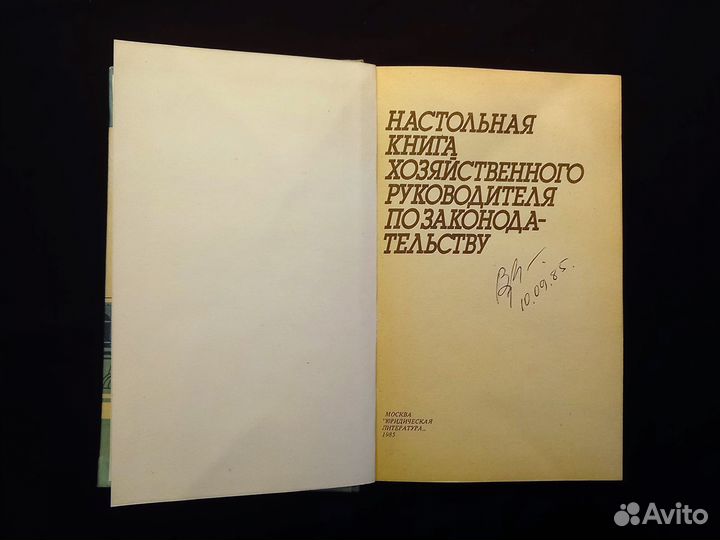 НАСТОЛЬНАЯ
КНИГА
ХОЗЯЙСТВЕННОГО
РУКОВОДИТЕЛЯ
ПО ЗАКОНОДА-
ТЕЛЬСТВУ
10.09.85.
МОСКВА
"ЮРИДИЧЕСКАЯ
ЛИТЕРАТУРА„
1985
Avito